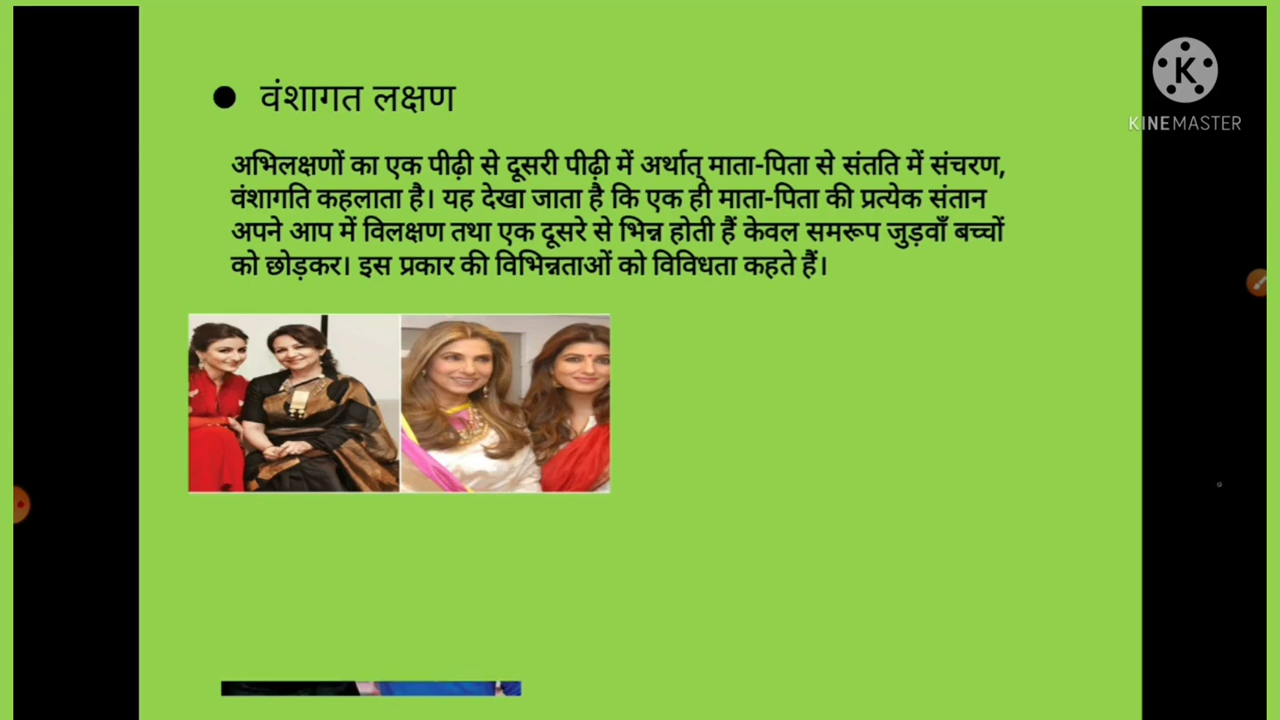 वंशागत लक्षण
अभिलक्षणों का एक पीढ़ी से दूसरी पीढ़ी में अर्थात् माता-पिता से संतति में संचरण,
वंशागति कहलाता है। यह देखा जाता है कि एक ही माता-पिता की प्रत्येक संतान
अपने आप में विलक्षण तथा एक दूसरे से भिन्न होती हैं केवल समरूप जुड़वाँ बच्चों
को छोड़कर। इस प्रकार की विभिन्नताओं को विविधता कहते हैं।
K
KINEMASTER